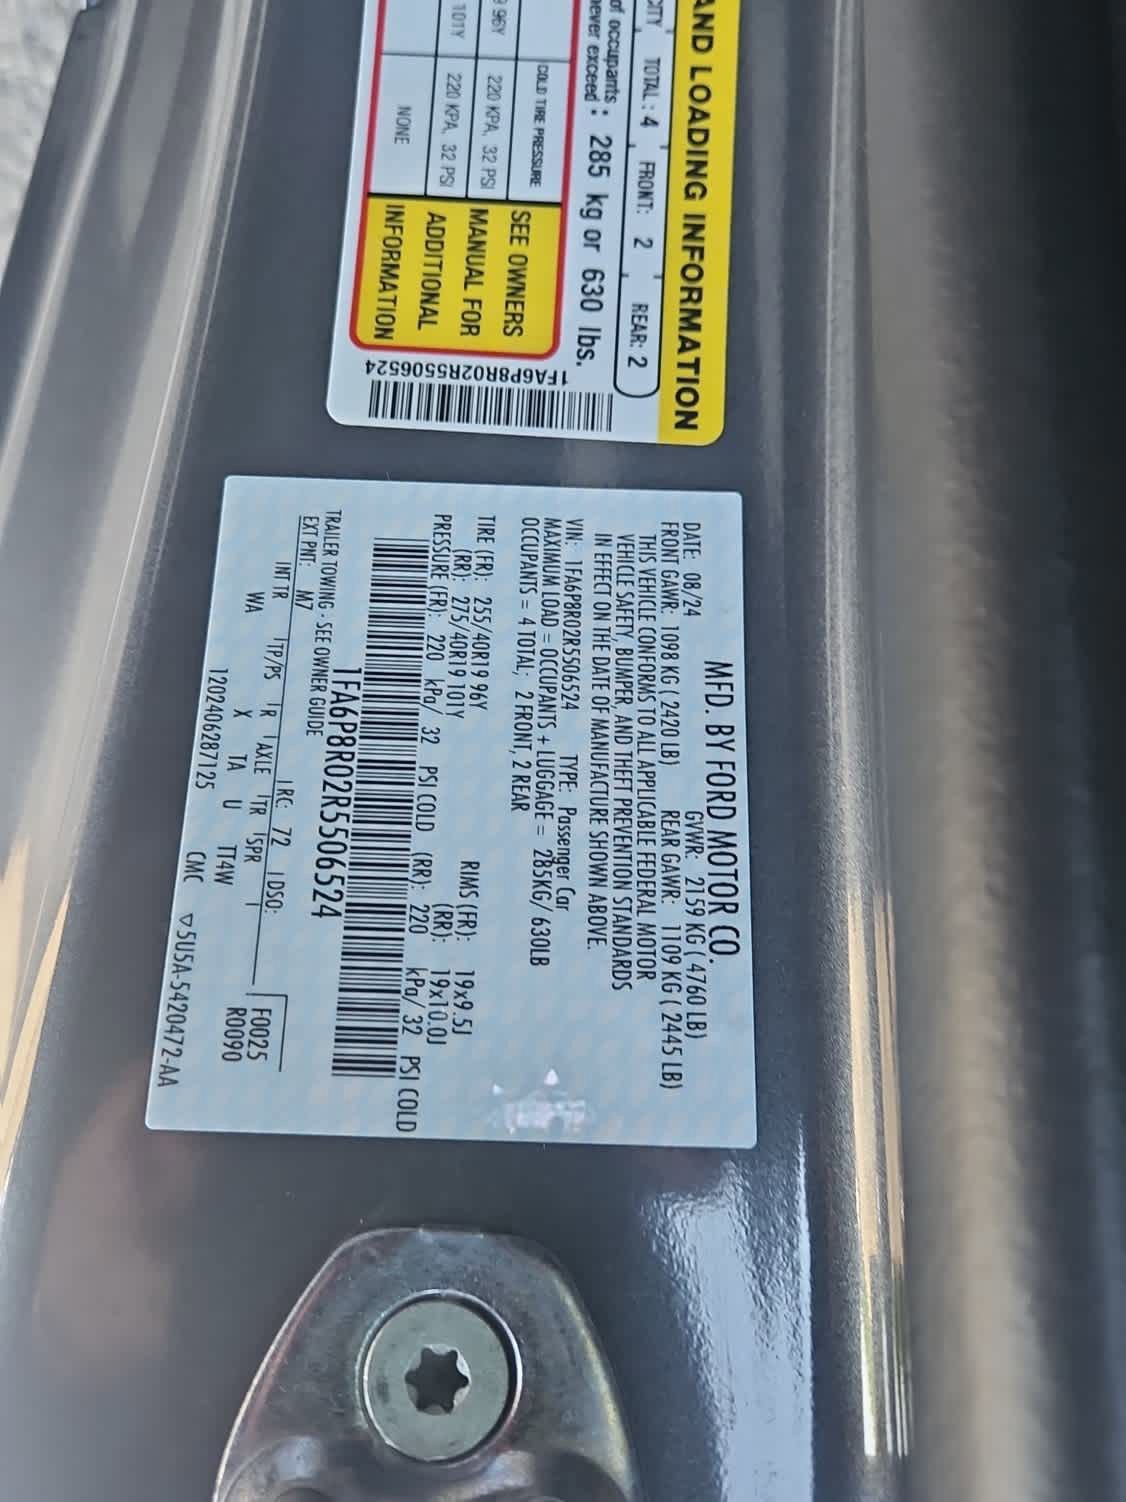 AND LOADING INFORMATION
CITY TOTAL : 4 FRONT: 2 REAR: 2
of occupants :
never exceed : 285 kg or 630 lbs.
COLD TIRE PRESSURE
96Y 220 KPA, 32 PSI
101Y 220 KPA, 32 PSI
NONE
SEE OWNERS
MANUAL FOR
ADDITIONAL
INFORMATION
1FA6P8R02R5506524
MFD. BY FORD MOTOR CO.
DATE: 08/24 GVWR: 2159 KG ( 4760 LB)
FRONT GAWR: 1098 KG ( 2420 LB) REAR GAWR: 1109 KG ( 2445 LB)
THIS VEHICLE CONFORMS TO ALL APPLICABLE FEDERAL MOTOR
VEHICLE SAFETY, BUMPER, AND THEFT PREVENTION STANDARDS
IN EFFECT ON THE DATE OF MANUFACTURE SHOWN ABOVE.
VIN: 1FA6P8R02R5506524 TYPE: Passenger Car
MAXIMUM LOAD = OCCUPANTS + LUGGAGE = 285KG/ 630LB
OCCUPANTS = 4 TOTAL; 2 FRONT, 2 REAR
TIRE (FR): 255/40R19 96Y RIMS (FR): 19x9.5J
(RR): 275/40R19 101Y (RR): 19x10.0J
PRESSURE (FR): 220 kPa/ 32 PSI COLD (RR): 220 kPa/ 32 PSI COLD
1FA6P8R02R5506524
TRAILER TOWING - SEE OWNER GUIDE
EXT PNT: M7 RC: 72 DSO:
INT TR TP/PS R AXLE TR SPR F0025
WA X TA U TT4W R0090
1202406287125 CMC ▽5U5A-5420472-AA